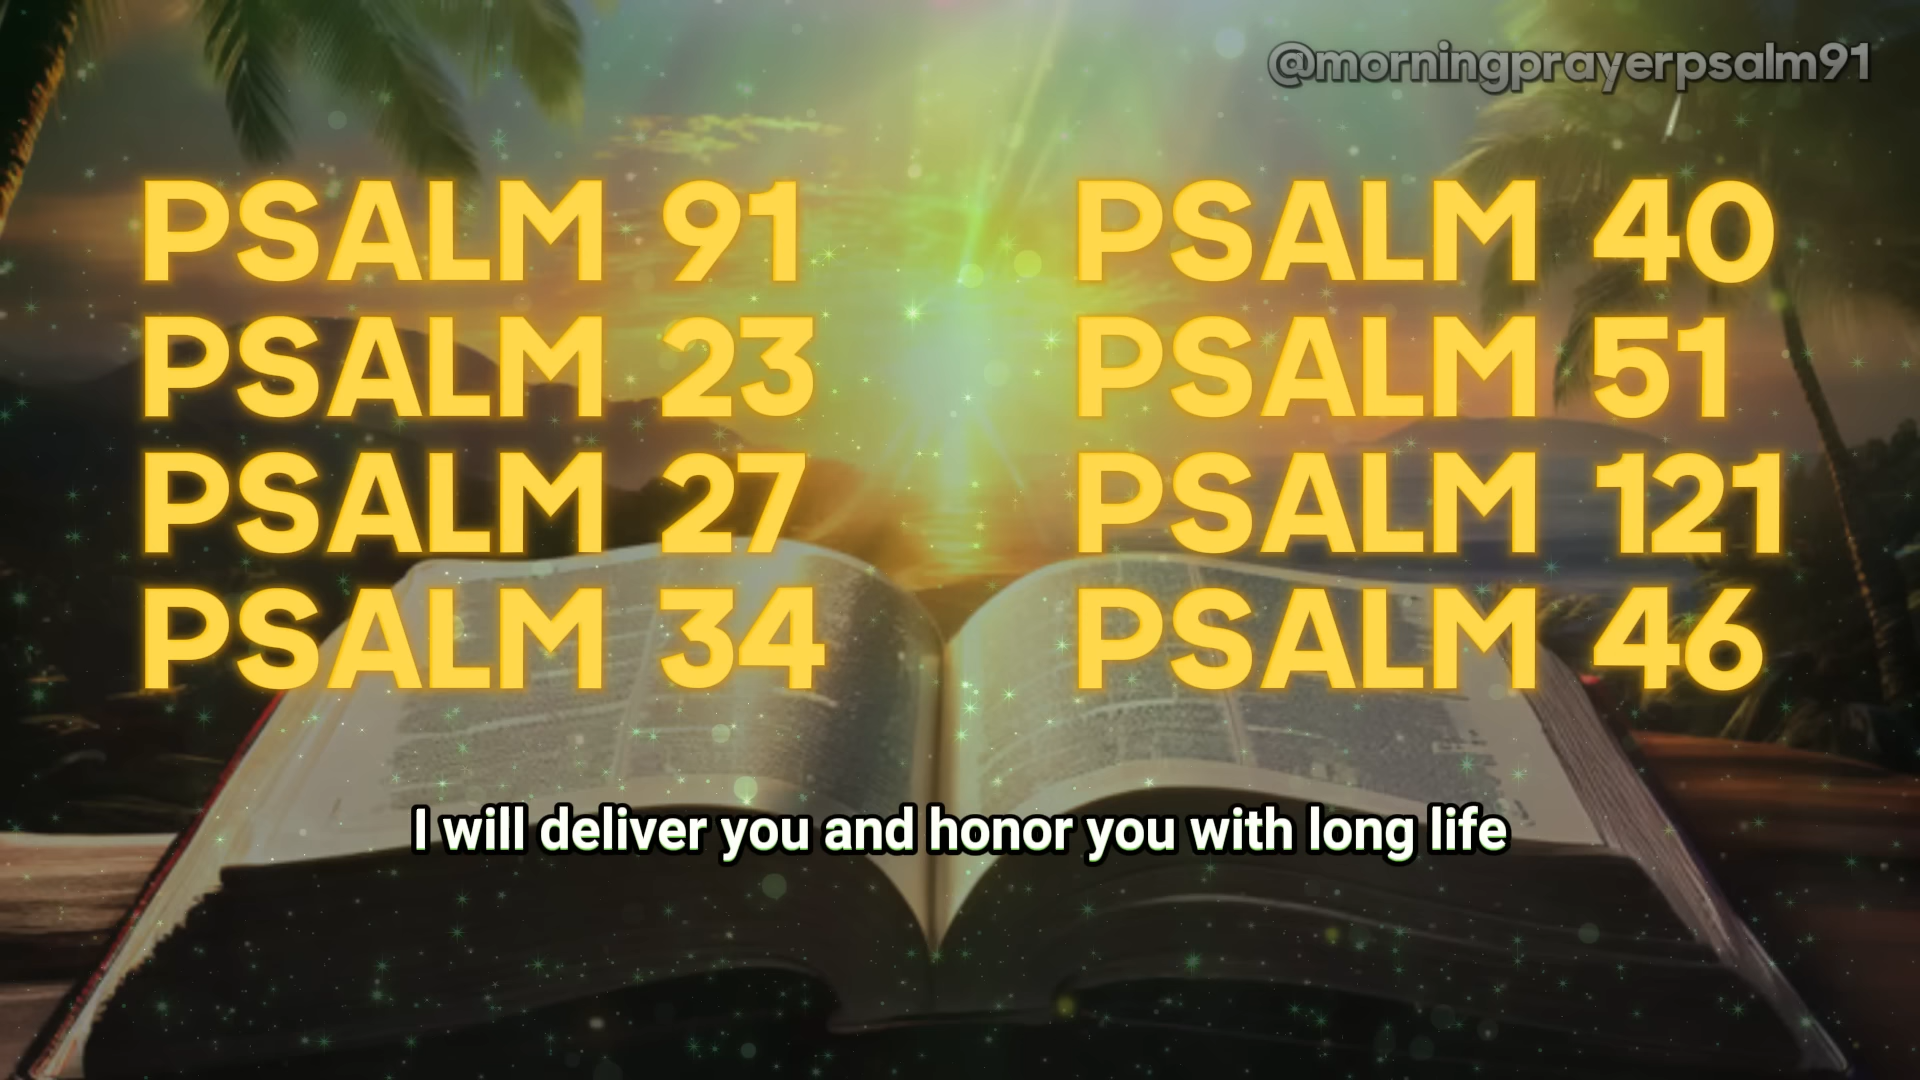 @morningprayerpsalm91
PSALM 91
PSALM 23
PSALM 27
PSALM 34
PSALM 40
PSALM 51
PSALM 121
PSALM 46
I will deliver you and honor you with long life